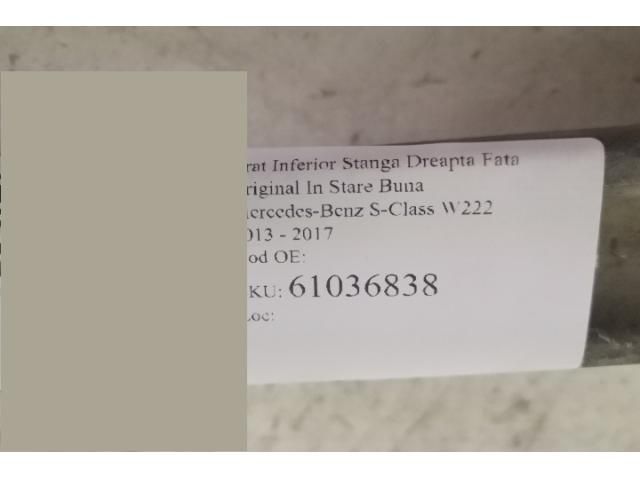 rat Inferior Stanga Dreapta Fata
riginal In Stare Buna
ercedes-Benz S-Class W222
013 - 2017
od OE:
KU: 61036838
Loc: